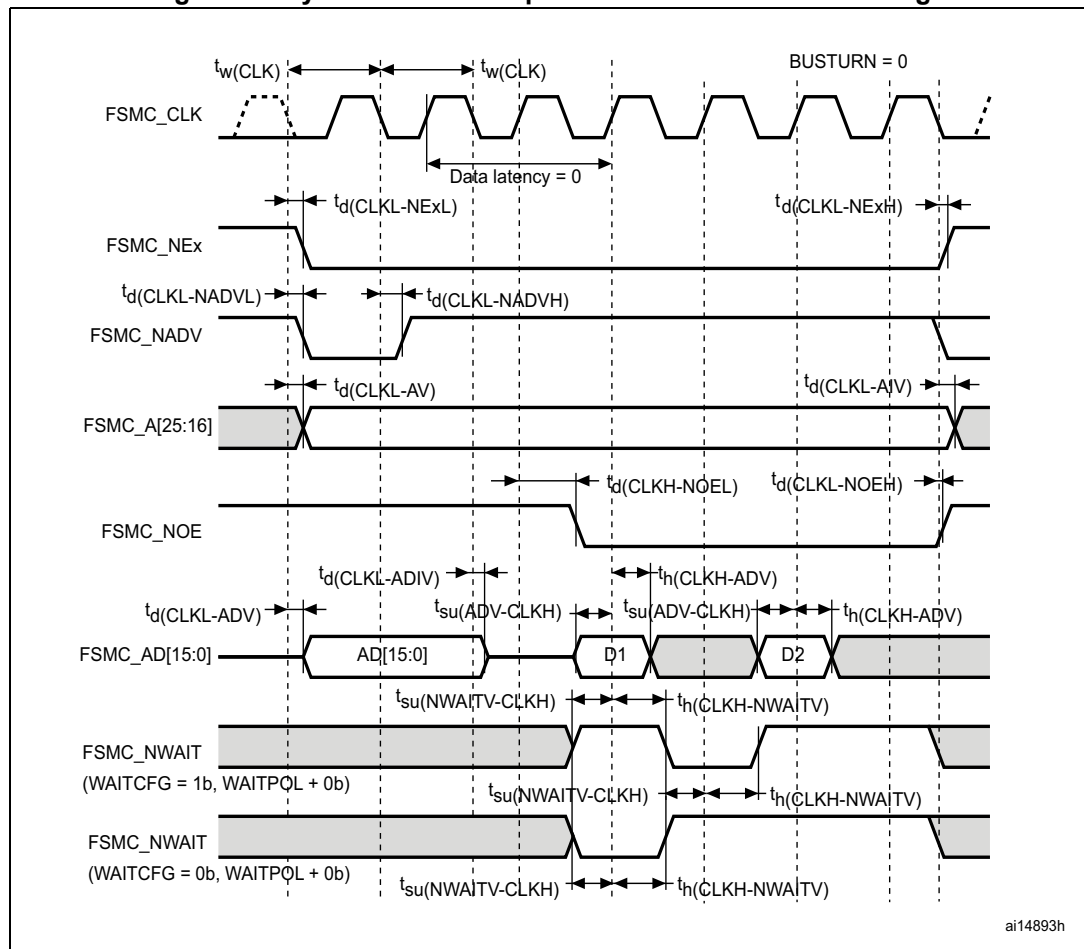 tw(CLK) tw(CLK) BUSTURN = 0
FSMC_CLK
Data latency = 0
td(CLKL-NExL) td(CLKL-NExH)
FSMC_NEx
td(CLKL-NADVL) td(CLKL-NADVH)
FSMC_NADV
td(CLKL-AV) td(CLKL-AIV)
FSMC_A[25:16]
td(CLKH-NOEL) td(CLKL-NOEH)
FSMC_NOE
td(CLKL-ADIV) th(CLKH-ADV)
td(CLKL-ADV) tsu(ADV-CLKH) tsu(ADV-CLKH) th(CLKH-ADV)
FSMC_AD[15:0] AD[15:0] D1 D2
tsu(NWAITV-CLKH) th(CLKH-NWAITV)
FSMC_NWAIT
(WAITCFG = 1b, WAITPOL + 0b)
tsu(NWAITV-CLKH) th(CLKH-NWAITV)
FSMC_NWAIT
(WAITCFG = 0b, WAITPOL + 0b)
tsu(NWAITV-CLKH) th(CLKH-NWAITV)
ai14893h